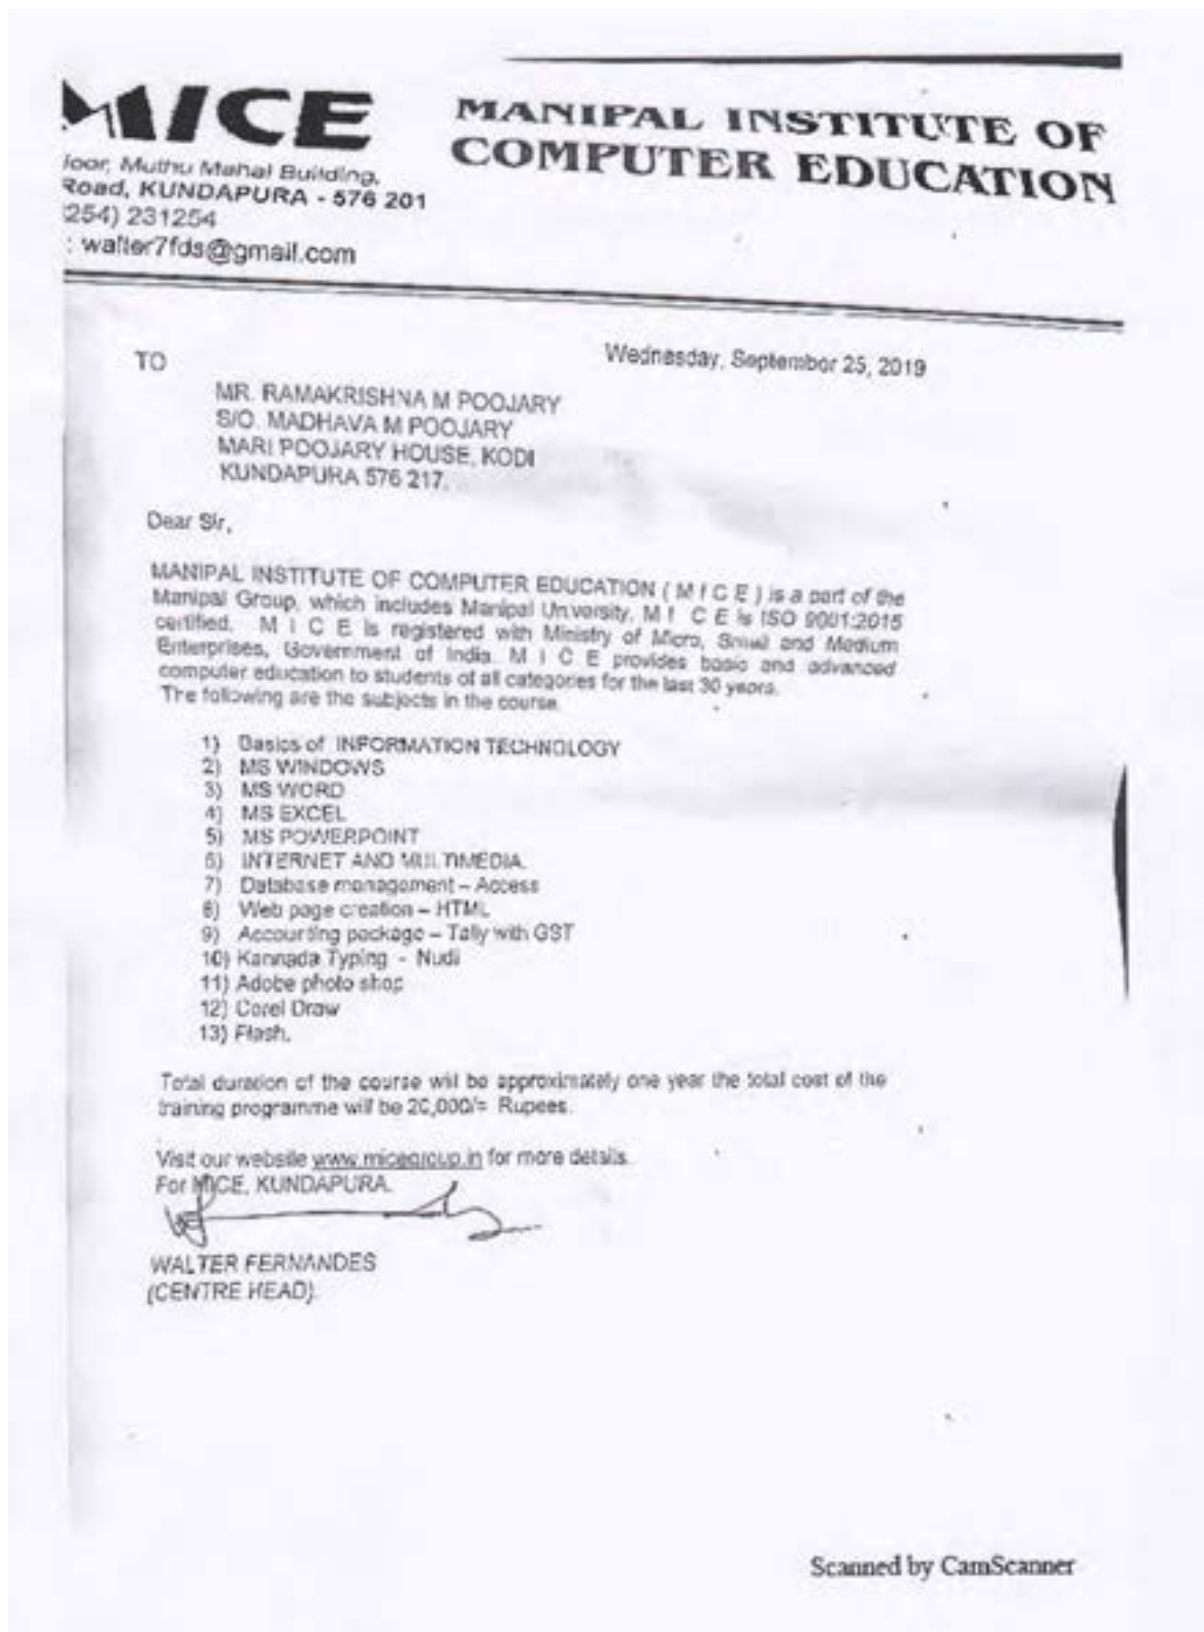 MICE
MANIPAL INSTITUTE OF
COMPUTER EDUCATION
loor, Muthu Mahal Building,
Road, KUNDAPURA - 576 201
254) 231254
: walter7fds@gmail.com
Wednesday, September 25, 2019
TO
MR. RAMAKRISHNA M POOJARY
S/O. MADHAVA M POOJARY
MARI POOJARY HOUSE, KODI
KUNDAPURA 576 217.
Dear Sir,
MANIPAL INSTITUTE OF COMPUTER EDUCATION ( M I C E ) is a part of the
Manipal Group, which includes Manipal University. M I C E is ISO 9001:2015
certified. M I C E is registered with Ministry of Micro, Small and Medium
Enterprises, Government of India. M I C E provides basic and advanced
computer education to students of all categories for the last 30 years.
The following are the subjects in the course.
1) Basics of INFORMATION TECHNOLOGY
2) MS WINDOWS
3) MS WORD
4) MS EXCEL
5) MS POWERPOINT
6) INTERNET AND MULTIMEDIA.
7) Database management – Access
8) Web page creation – HTML
9) Accounting package – Tally with GST
10) Kannada Typing - Nudi
11) Adobe photo shop
12) Corel Draw
13) Flash.
Total duration of the course will be approximately one year the total cost of the
training programme will be 20,000/= Rupees.
Visit our website www.micegroup.in for more details.
For MICE, KUNDAPURA.
WALTER FERNANDES
(CENTRE HEAD).
Scanned by CamScanner